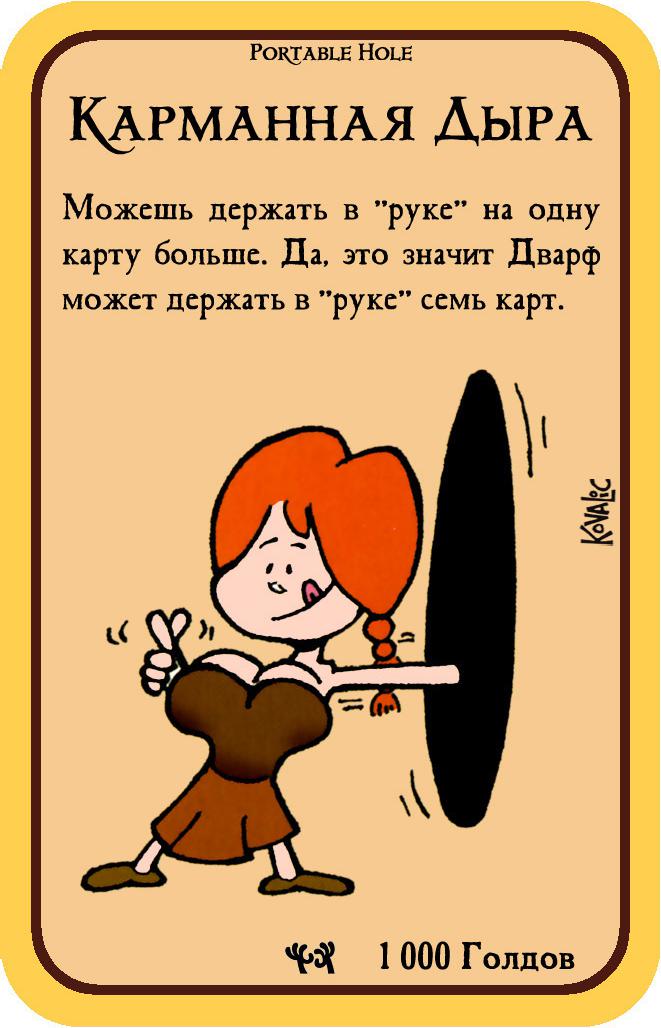 Portable Hole
Карманная Дыра
Можешь держать в "руке" на одну
карту больше. Да, это значит Дварф
может держать в "руке" семь карт.
Kovalic
1 000 Голдов